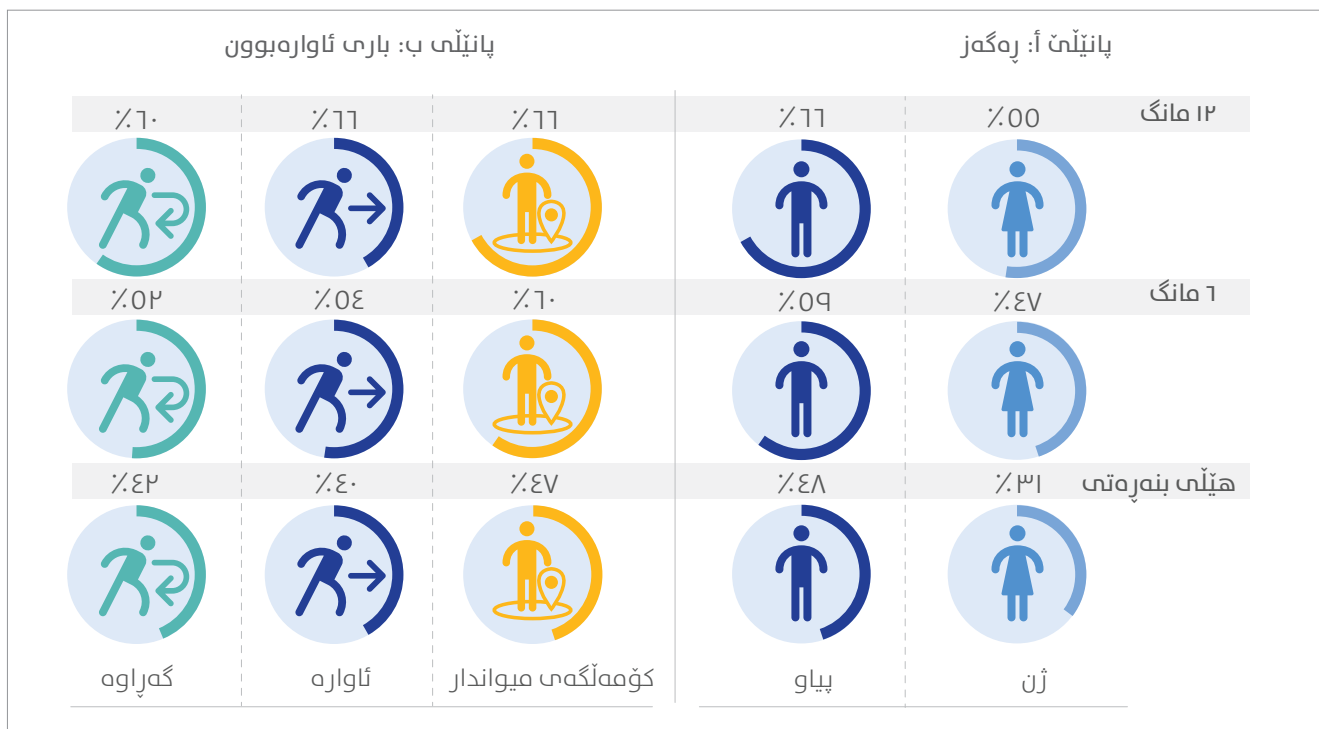 پانێڵی أ: ڕەگەز
پانێڵی ب: باری ئاوارەبوون
١٢ مانگ
٪٥٥
٪٦٦
٪٦٦
٪٦٦
٪٦٠
٦ مانگ
٪٤٧
٪٥٩
٪٦٠
٪٥٤
٪٥٢
هێڵی بنەڕەتی
٪٣١
٪٤٨
٪٤٧
٪٤٠
٪٤٢
ژن
پیاو
کۆمەڵگەی میواندار
ئاوارە
گەڕاوە